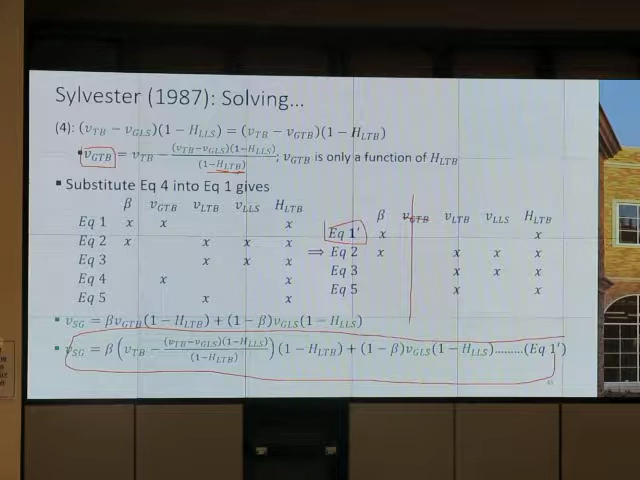 Sylvester (1987): Solving...
(4): (v_TB − v_GLS)(1 − H_LLS) = (v_TB − v_GTB)(1 − H_LTB)
▪ v_GTB = v_TB − (v_TB−v_GLS)(1−H_LLS)/(1−H_LTB); v_GTB is only a function of H_LTB
▪ Substitute Eq 4 into Eq 1 gives
β v_GTB v_LTB v_LLS H_LTB β v_GTB v_LTB v_LLS H_LTB
Eq 1 x x x Eq 1′ x x
Eq 2 x x x x ⇒ Eq 2 x x x x
Eq 3 x x x Eq 3 x x x
Eq 4 x x Eq 5 x x
Eq 5 x x
▪ v_SG = βv_GTB(1 − H_LTB) + (1 − β)v_GLS(1 − H_LLS)
▪ v_SG = β(v_TB − (v_TB−v_GLS)(1−H_LLS)/(1−H_LTB))(1 − H_LTB) + (1 − β)v_GLS(1 − H_LLS)………(Eq 1′)